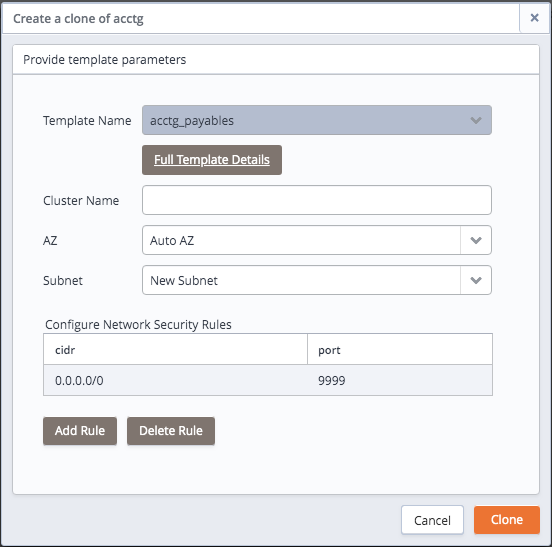 Create a clone of acctg
Provide template parameters
Template Name acctg_payables
Full Template Details
Cluster Name
AZ Auto AZ
Subnet New Subnet
Configure Network Security Rules
cidr port
0.0.0.0/0 9999
Add Rule Delete Rule
Cancel Clone